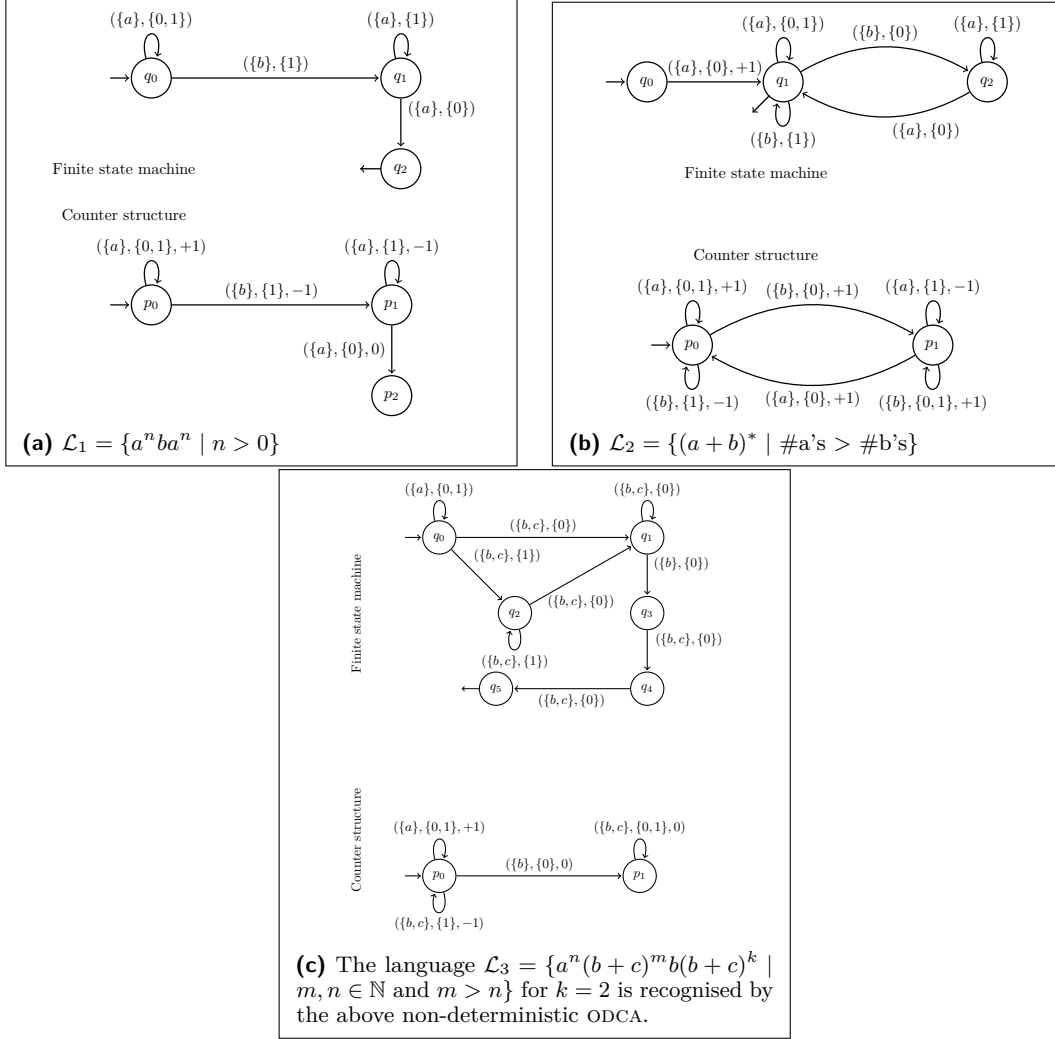 ({a}, {0, 1})
({a}, {1})
q₀
({b}, {1})
q₁
({a}, {0})
q₂
Finite state machine
Counter structure
({a}, {0, 1}, +1)
({a}, {1}, −1)
p₀
({b}, {1}, −1)
p₁
({a}, {0}, 0)
p₂
(a) ℒ₁ = {aⁿbaⁿ | n > 0}
({a}, {0, 1})
({b}, {0})
({a}, {1})
q₀
({a}, {0}, +1)
q₁
q₂
({b}, {1})
({a}, {0})
Finite state machine
Counter structure
({a}, {0, 1}, +1)
({b}, {0}, +1)
({a}, {1}, −1)
p₀
p₁
({b}, {1}, −1)
({a}, {0}, +1)
({b}, {0, 1}, +1)
(b) ℒ₂ = {(a + b)* | #a's > #b's}
({a}, {0, 1})
({b, c}, {0})
q₀
({b, c}, {0})
q₁
({b, c}, {1})
({b}, {0})
q₂
({b, c}, {0})
q₃
({b, c}, {1})
({b, c}, {0})
q₅
({b, c}, {0})
q₄
Finite state machine
Counter structure
({a}, {0, 1}, +1)
({b, c}, {0, 1}, 0)
p₀
({b}, {0}, 0)
p₁
({b, c}, {1}, −1)
(c) The language ℒ₃ = {aⁿ(b + c)ᵐb(b + c)ᵏ |
m, n ∈ ℕ and m > n} for k = 2 is recognised by
the above non-deterministic ODCA.